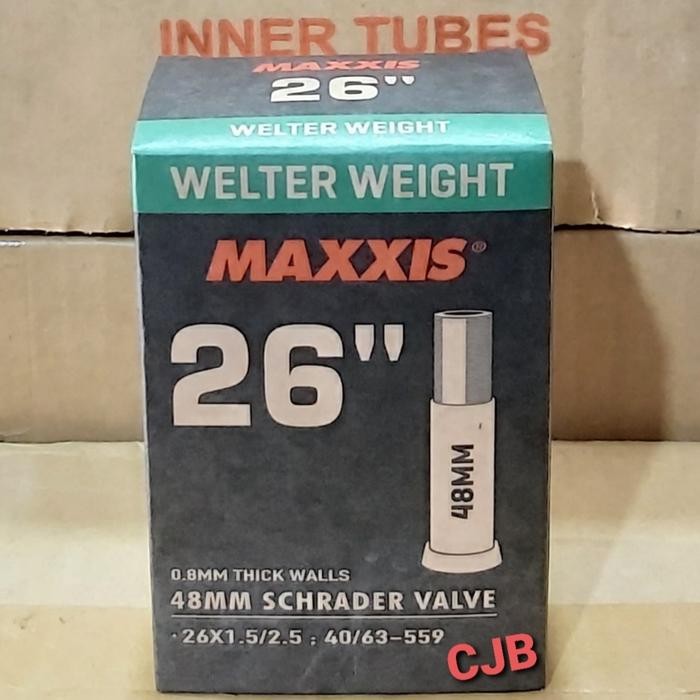 INNER TUBES
MAXXIS
26"
WELTER WEIGHT
WELTER WEIGHT
MAXXIS®
26"
48MM
0.8MM THICK WALLS
48MM SCHRADER VALVE
·26X1.5/2.5 ; 40/63-559
CJB